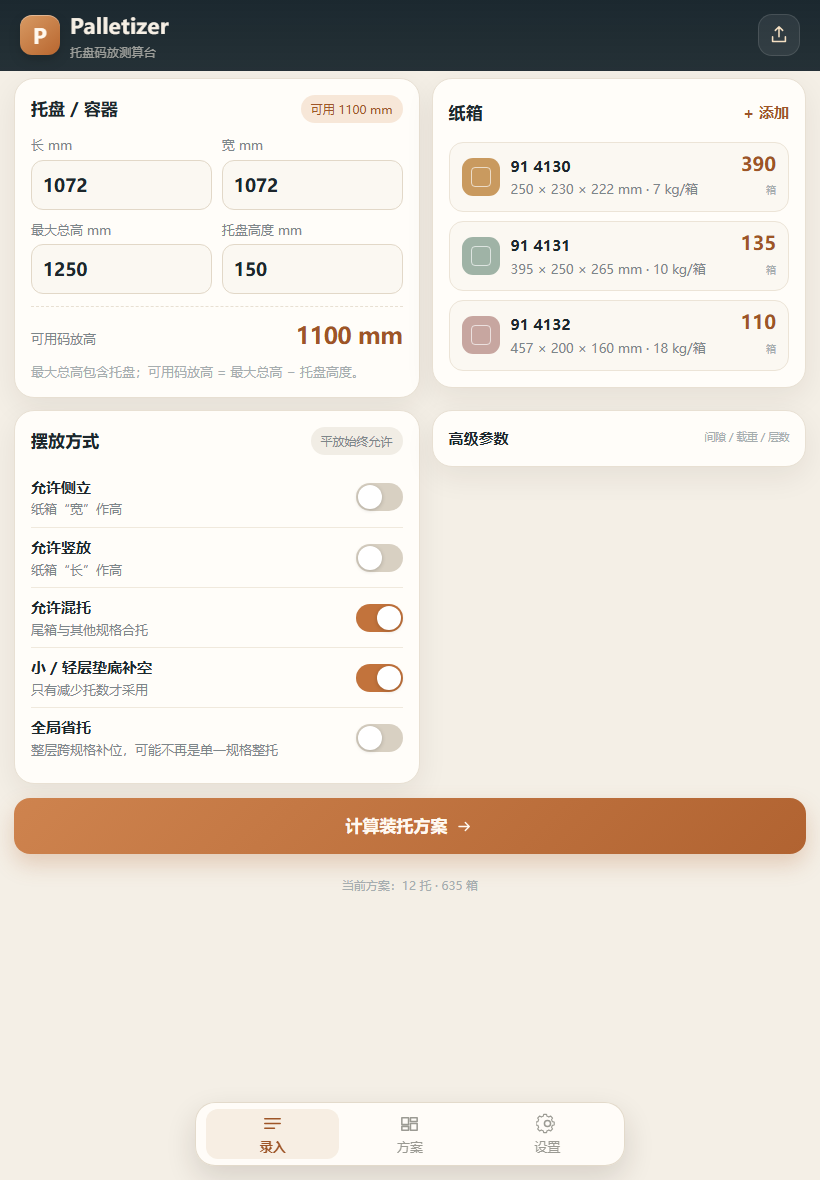 P
Palletizer
托盘码放测算台
托盘 / 容器
可用 1100 mm
长 mm
宽 mm
1072
1072
最大总高 mm
托盘高度 mm
1250
150
可用码放高
1100 mm
最大总高包含托盘；可用码放高 = 最大总高 − 托盘高度。
纸箱
+ 添加
91 4130
250 × 230 × 222 mm · 7 kg/箱
390
箱
91 4131
395 × 250 × 265 mm · 10 kg/箱
135
箱
91 4132
457 × 200 × 160 mm · 18 kg/箱
110
箱
摆放方式
平放始终允许
允许侧立
纸箱“宽”作高
允许竖放
纸箱“长”作高
允许混托
尾箱与其他规格合托
小 / 轻层垫底补空
只有减少托数才采用
全局省托
整层跨规格补位，可能不再是单一规格整托
高级参数
间隙 / 载重 / 层数
计算装托方案 →
当前方案：12 托 · 635 箱
录入
方案
设置